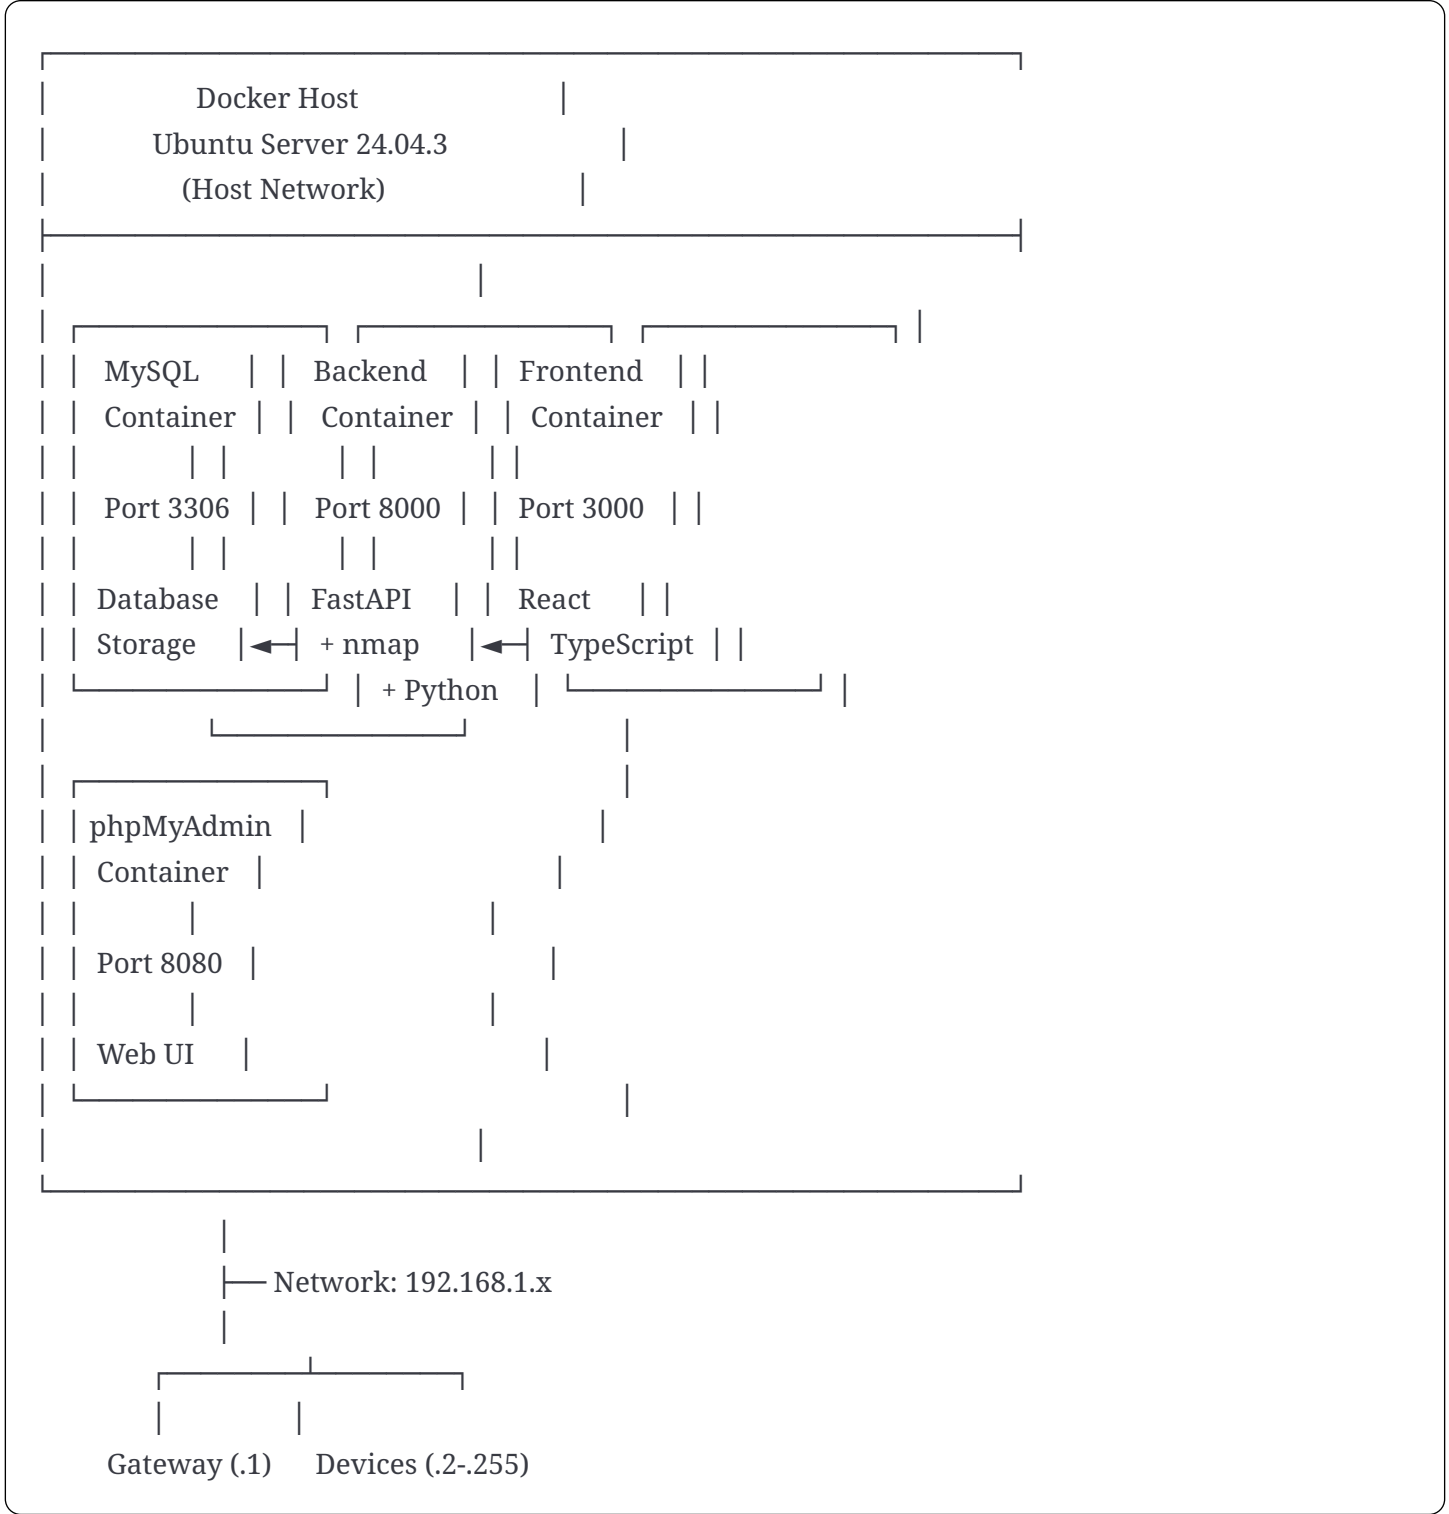 ┌─────────────────────────────────────────────────────────────────┐
│                    Docker Host                            │
│              Ubuntu Server 24.04.3                        │
│                  (Host Network)                           │
├─────────────────────────────────────────────────────────────────┤
│                                                           │
│  ┌────────────────┐  ┌────────────────┐  ┌────────────────┐ │
│  │   MySQL      │ │   Backend    │ │  Frontend    │ │
│  │   Container  │ │   Container  │ │  Container   │ │
│  │              │ │              │ │              │ │
│  │   Port 3306  │ │   Port 8000  │ │  Port 3000   │ │
│  │              │ │              │ │              │ │
│  │  Database    │ │  FastAPI     │ │   React      │ │
│  │  Storage     │◄─┤  + nmap      │◄─┤  TypeScript  │ │
│  └────────────────┘ │  + Python    │ └────────────────┘ │
│                     └────────────────┘                    │
│  ┌────────────────┐                                       │
│  │ phpMyAdmin   │                                         │
│  │  Container   │                                         │
│  │              │                                         │
│  │  Port 8080   │                                         │
│  │              │                                         │
│  │  Web UI      │                                         │
│  └────────────────┘                                       │
│                                                           │
└─────────────────────────────────────────────────────────────────┘
                         │
                         ├── Network: 192.168.1.x
                         │
                ┌─────────┴─────────┐
                │                   │
          Gateway (.1)      Devices (.2-.255)